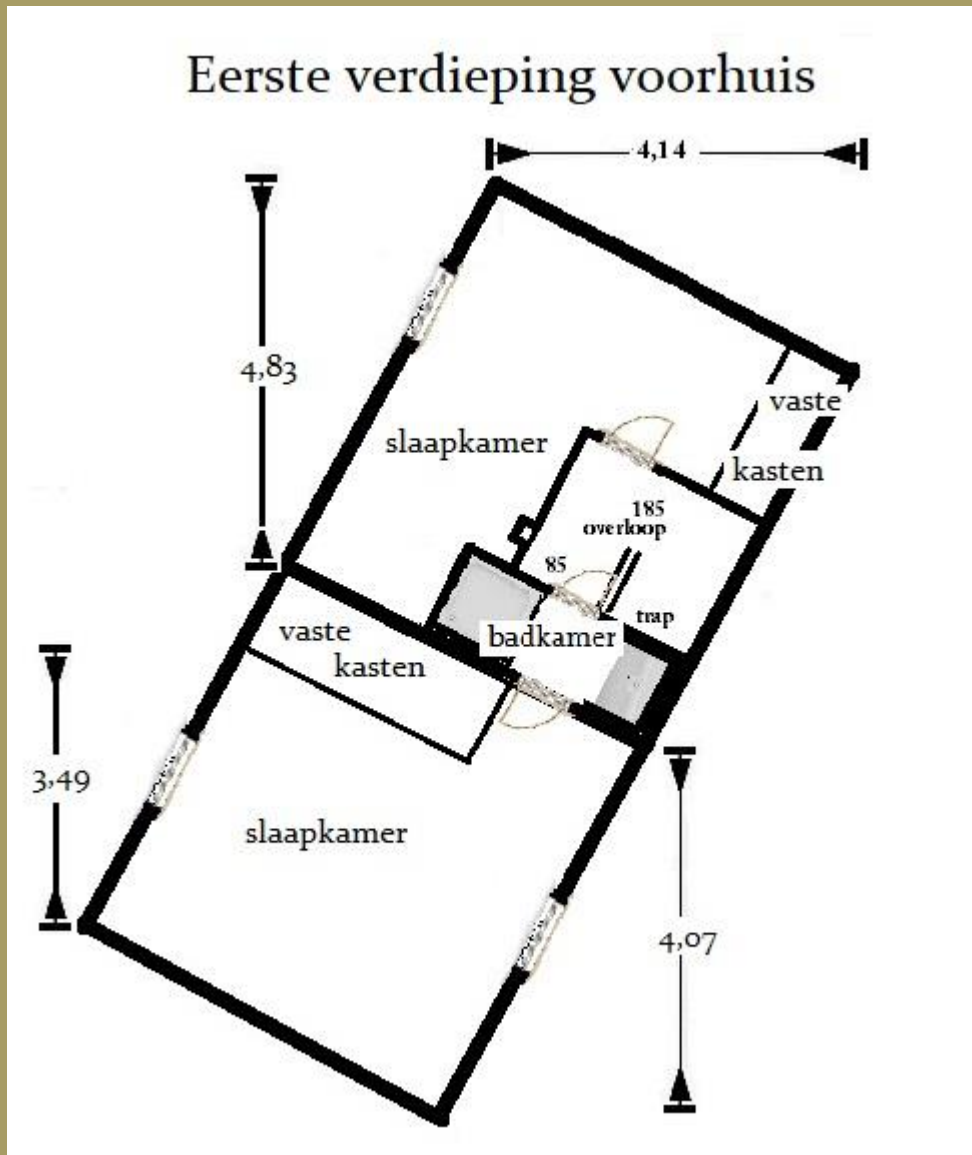 Eerste verdieping voorhuis
4,14
4,83
vaste
kasten
slaapkamer
185
overloop
85
trap
badkamer
vaste
kasten
3,49
slaapkamer
4,07